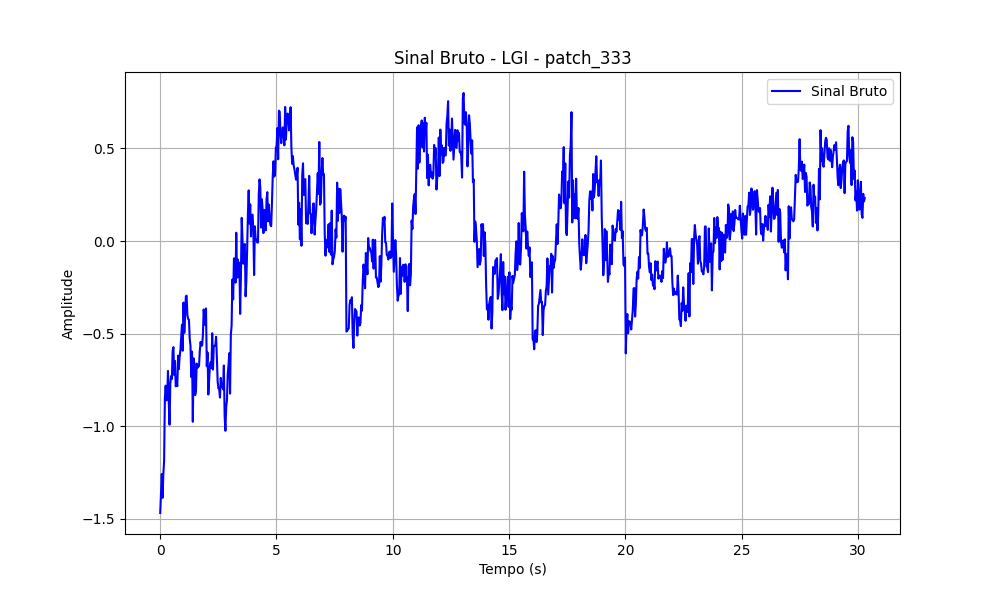 Sinal Bruto - LGI - patch_333
Sinal Bruto
Amplitude
0.5
0.0
−0.5
−1.0
−1.5
0 5 10 15 20 25 30
Tempo (s)